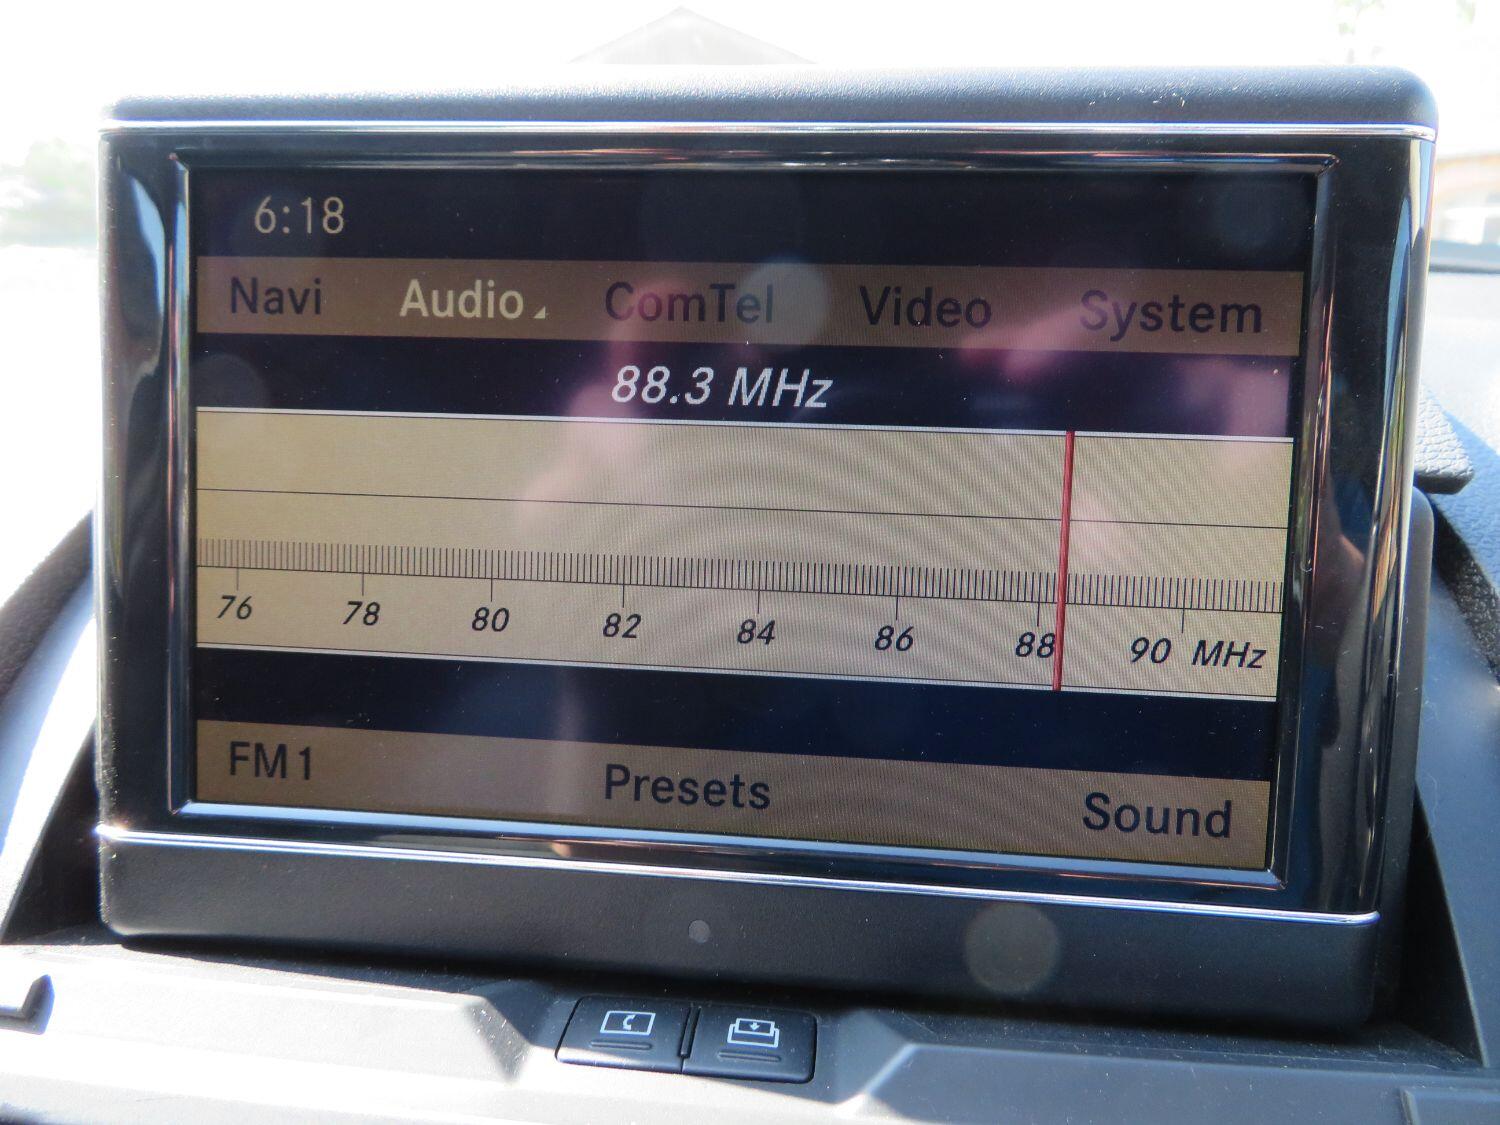 6:18
Navi Audio ComTel Video System
88.3 MHz
76 78 80 82 84 86 88 90 MHz
FM1 Presets Sound